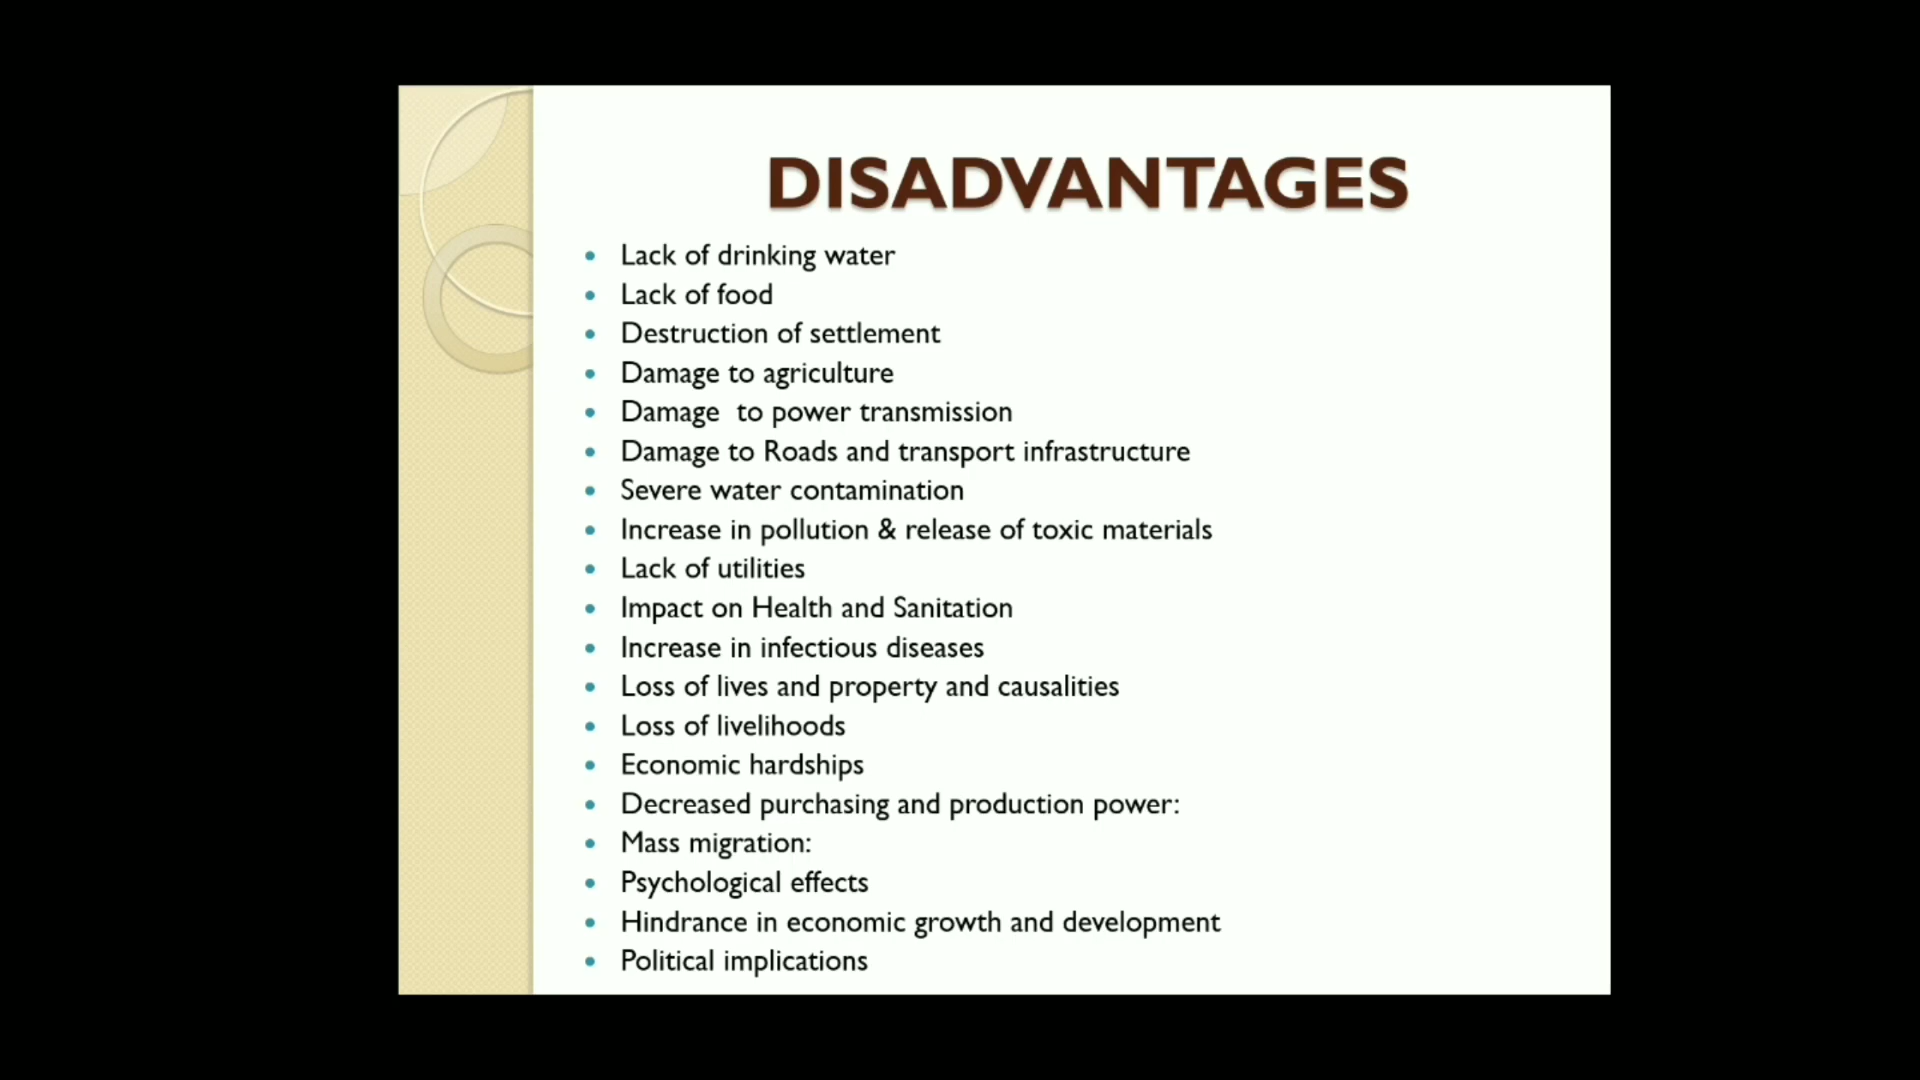 DISADVANTAGES
• Lack of drinking water
• Lack of food
• Destruction of settlement
• Damage to agriculture
• Damage  to power transmission
• Damage to Roads and transport infrastructure
• Severe water contamination
• Increase in pollution & release of toxic materials
• Lack of utilities
• Impact on Health and Sanitation
• Increase in infectious diseases
• Loss of lives and property and causalities
• Loss of livelihoods
• Economic hardships
• Decreased purchasing and production power:
• Mass migration:
• Psychological effects
• Hindrance in economic growth and development
• Political implications